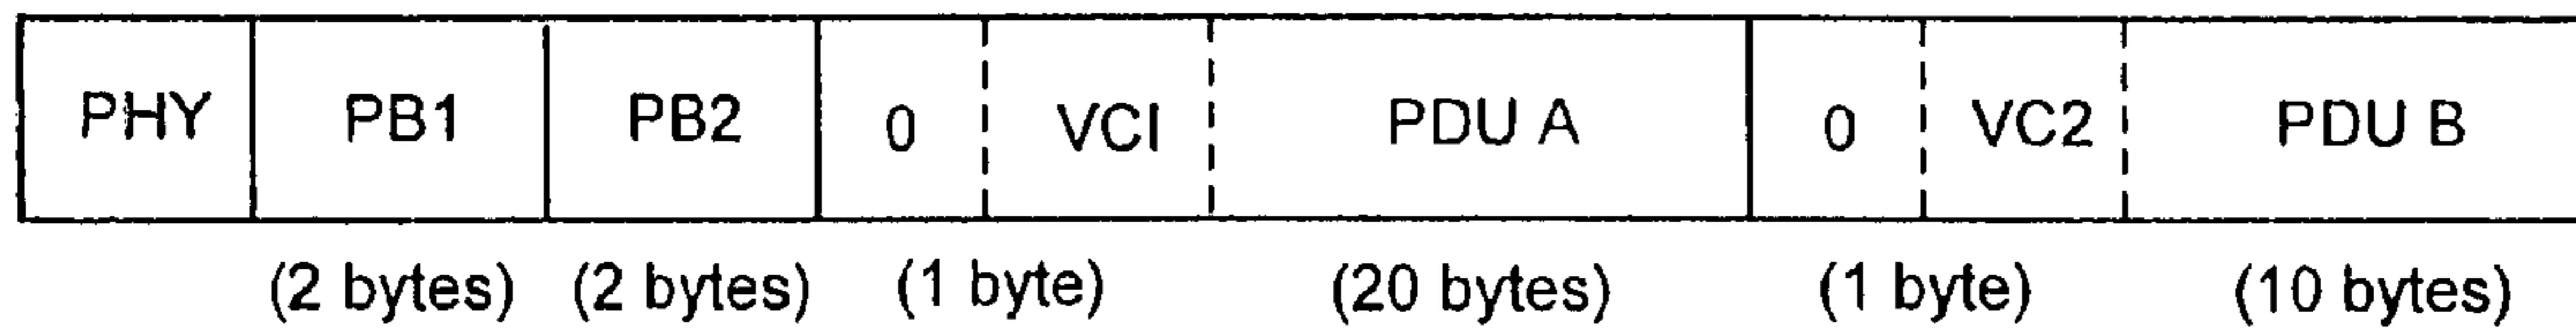 PHY PB1 PB2 0 VCI PDU A 0 VC2 PDU B
(2 bytes) (2 bytes) (1 byte) (20 bytes) (1 byte) (10 bytes)